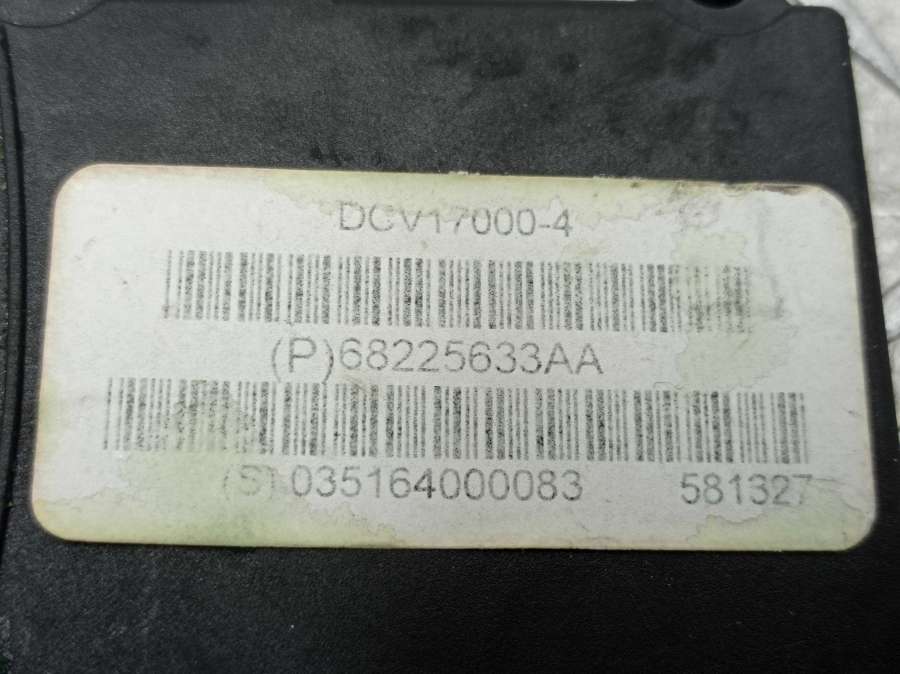 DCV17000-4
(P)68225633AA
(S) 035164000083 581327